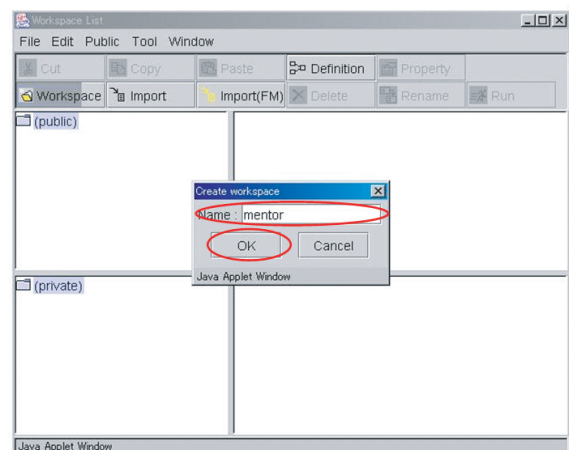 Workspace List
File Edit Public Tool Window
Cut Copy Paste Definition Property
Workspace Import Import(FM) Delete Rename Run
(public)
Create workspace
Name : mentor
OK Cancel
Java Applet Window
(private)
Java Applet Window